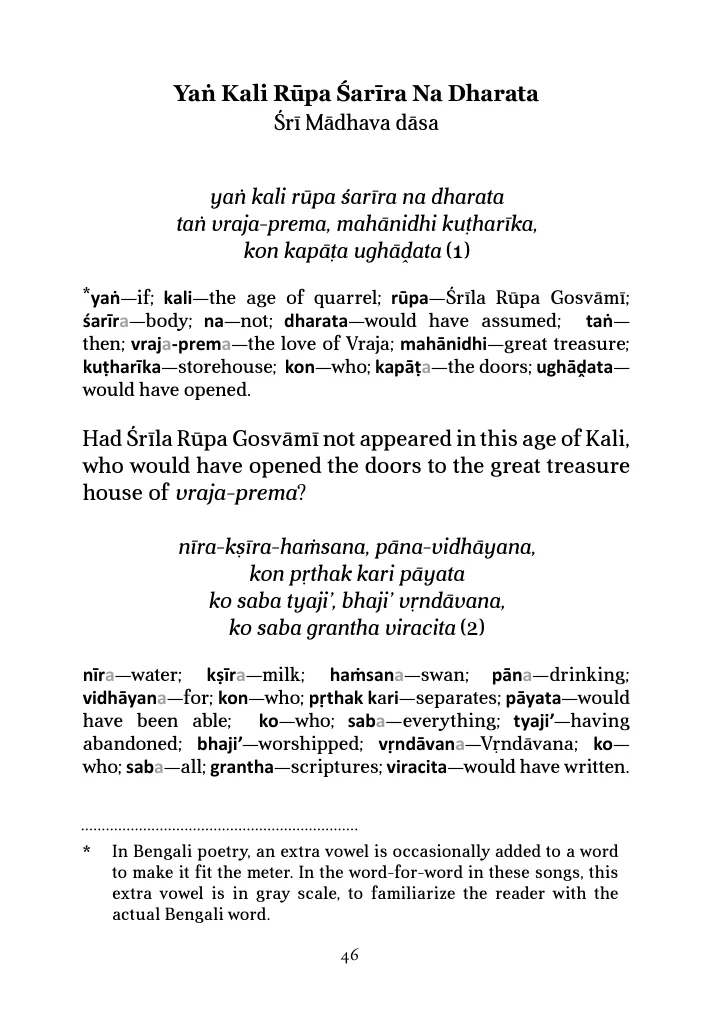 Yaṅ Kali Rūpa Śarīra Na Dharata
Śrī Mādhava dāsa
yaṅ kali rūpa śarīra na dharata
taṅ vraja-prema, mahānidhi kuṭharīka,
kon kapāṭa ughāḓata (1)
*yaṅ—if; kali—the age of quarrel; rūpa—Śrīla Rūpa Gosvāmī;
śarīra—body; na—not; dharata—would have assumed; taṅ—
then; vraja-prema—the love of Vraja; mahānidhi—great treasure;
kuṭharīka—storehouse; kon—who; kapāṭa—the doors; ughāḓata—
would have opened.
Had Śrīla Rūpa Gosvāmī not appeared in this age of Kali,
who would have opened the doors to the great treasure
house of vraja-prema?
nīra-kṣīra-haṁsana, pāna-vidhāyana,
kon pṛthak kari pāyata
ko saba tyaji’, bhaji’ vṛndāvana,
ko saba grantha viracita (2)
nīra—water; kṣīra—milk; haṁsana—swan; pāna—drinking;
vidhāyana—for; kon—who; pṛthak kari—separates; pāyata—would
have been able; ko—who; saba—everything; tyaji’—having
abandoned; bhaji’—worshipped; vṛndāvana—Vṛndāvana; ko—
who; saba—all; grantha—scriptures; viracita—would have written.
* In Bengali poetry, an extra vowel is occasionally added to a word
to make it fit the meter. In the word-for-word in these songs, this
extra vowel is in gray scale, to familiarize the reader with the
actual Bengali word.
46